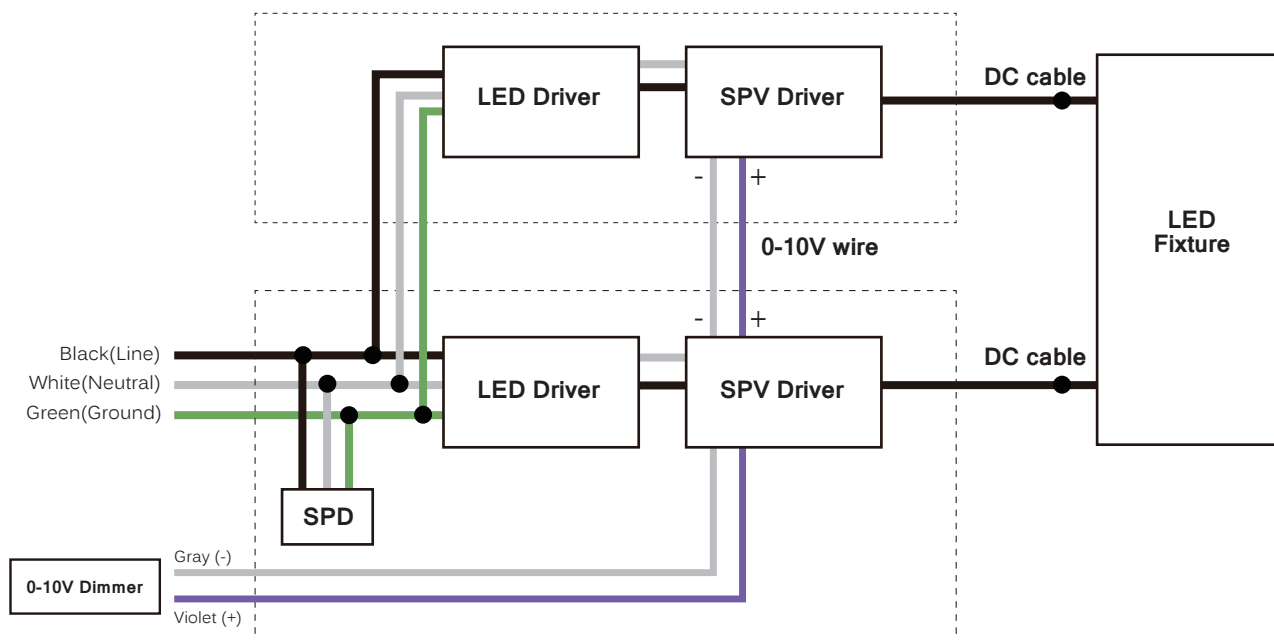 LED Driver
SPV Driver
DC cable
- +
LED
Fixture
0-10V wire
- +
Black(Line)
White(Neutral)
Green(Ground)
LED Driver
SPV Driver
DC cable
SPD
Gray (-)
0-10V Dimmer
Violet (+)